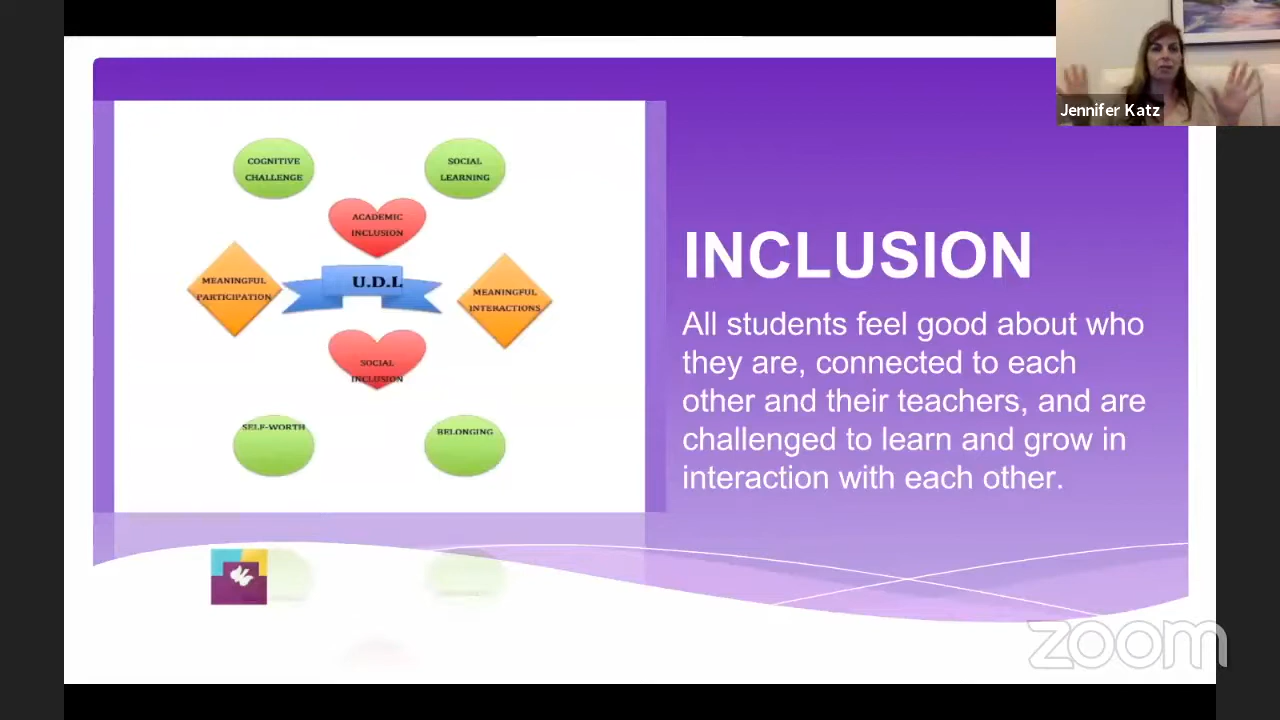 Jennifer Katz
COGNITIVE
CHALLENGE
SOCIAL
LEARNING
ACADEMIC
INCLUSION
MEANINGFUL
PARTICIPATION
U.D.L
MEANINGFUL
INTERACTIONS
SOCIAL
INCLUSION
SELF-WORTH
BELONGING
INCLUSION
All students feel good about who
they are, connected to each
other and their teachers, and are
challenged to learn and grow in
interaction with each other.
zoom